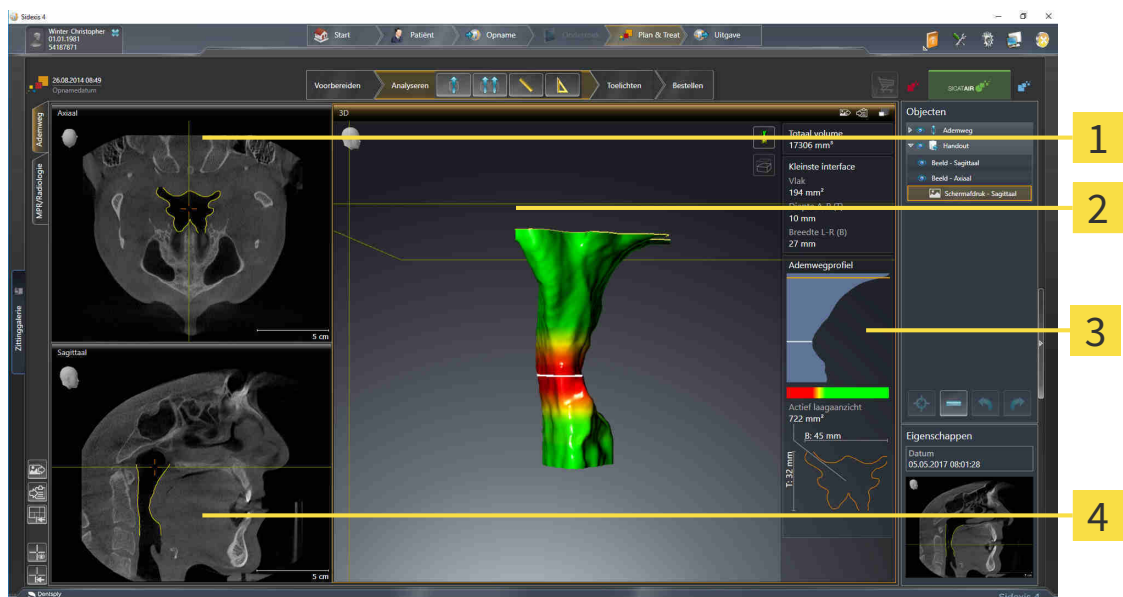 Sidexis 4
Winter Christopher
01.01.1981
54187871
Start
Patiënt
Opname
Plan & Treat
Uitgave
26.08.2014 08:49
Opnamedatum
Voorbereiden
Analyseren
Toelichten
Bestellen
SICATAIR
Ademweg
MPR/Radiologie
Zittinggalerie
Axiaal
5 cm
Sagittaal
5 cm
3D
Totaal volume
17306 mm³
Kleinste interface
Vlak
194 mm²
Diepte A-P (T)
10 mm
Breedte L-R (B)
27 mm
Ademwegprofiel
Actief laagaanzicht
722 mm²
B: 45 mm
T: 32 mm
Objecten
Ademweg
Handout
Beeld - Sagittaal
Beeld - Axiaal
Schermafdruk - Sagittaal
Eigenschappen
Datum
05.05.2017 08:01:28
1
2
3
4
Dentsply
Sidexis 4